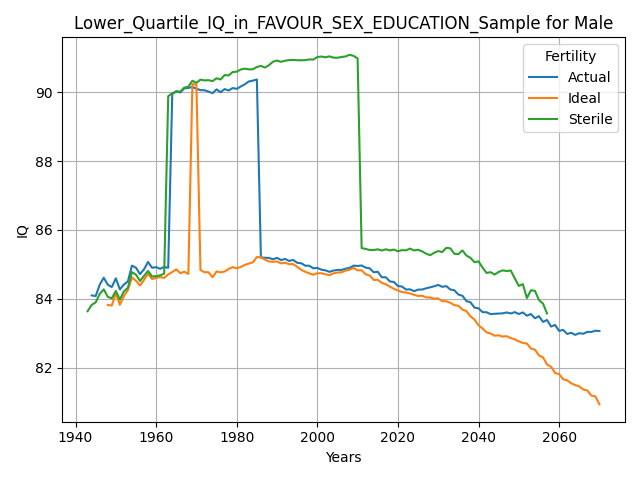 Lower_Quartile_IQ_in_FAVOUR_SEX_EDUCATION_Sample for Male
Fertility
Actual
Ideal
Sterile
IQ
90
88
86
84
82
1940
1960
1980
2000
2020
2040
2060
Years